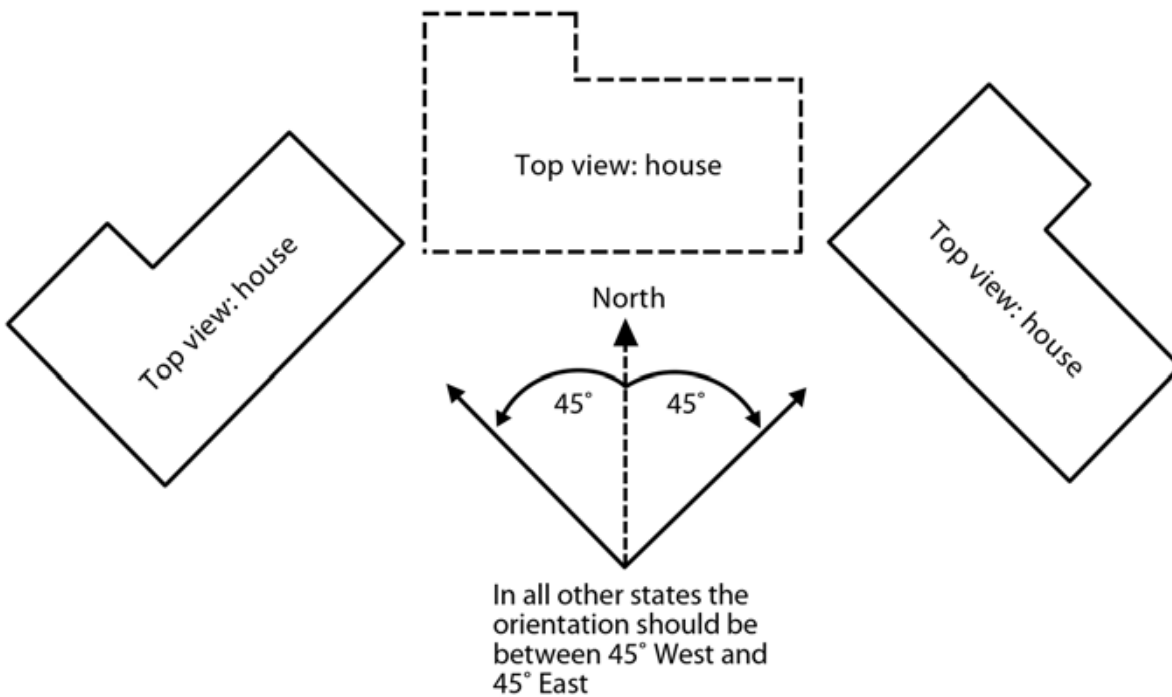 Top view: house
Top view: house
Top view: house
North
45°
45°
In all other states the
orientation should be
between 45° West and
45° East